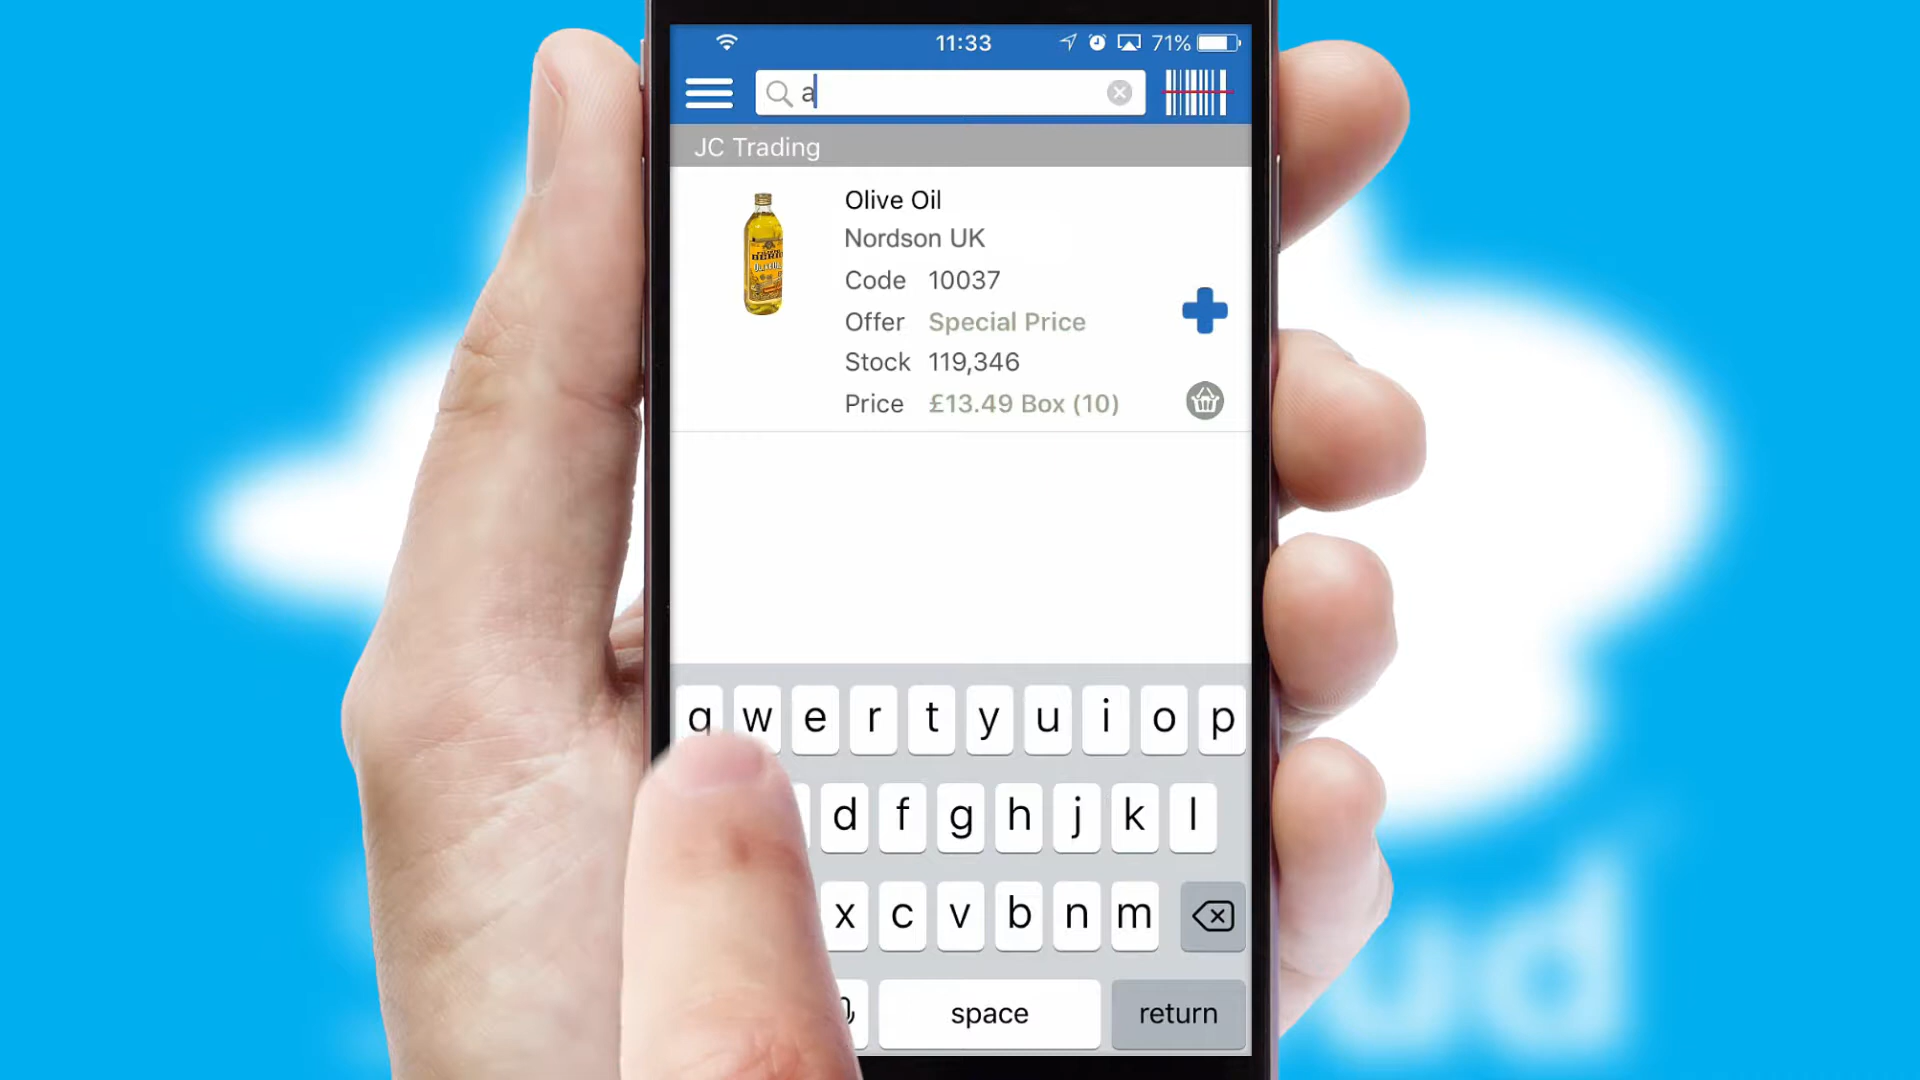 11:33
71%
a
JC Trading
Olive Oil
Nordson UK
Code 10037
Offer Special Price
Stock 119,346
Price £13.49 Box (10)
q w e r t y u i o p
d f g h j k l
x c v b n m
space return
ud